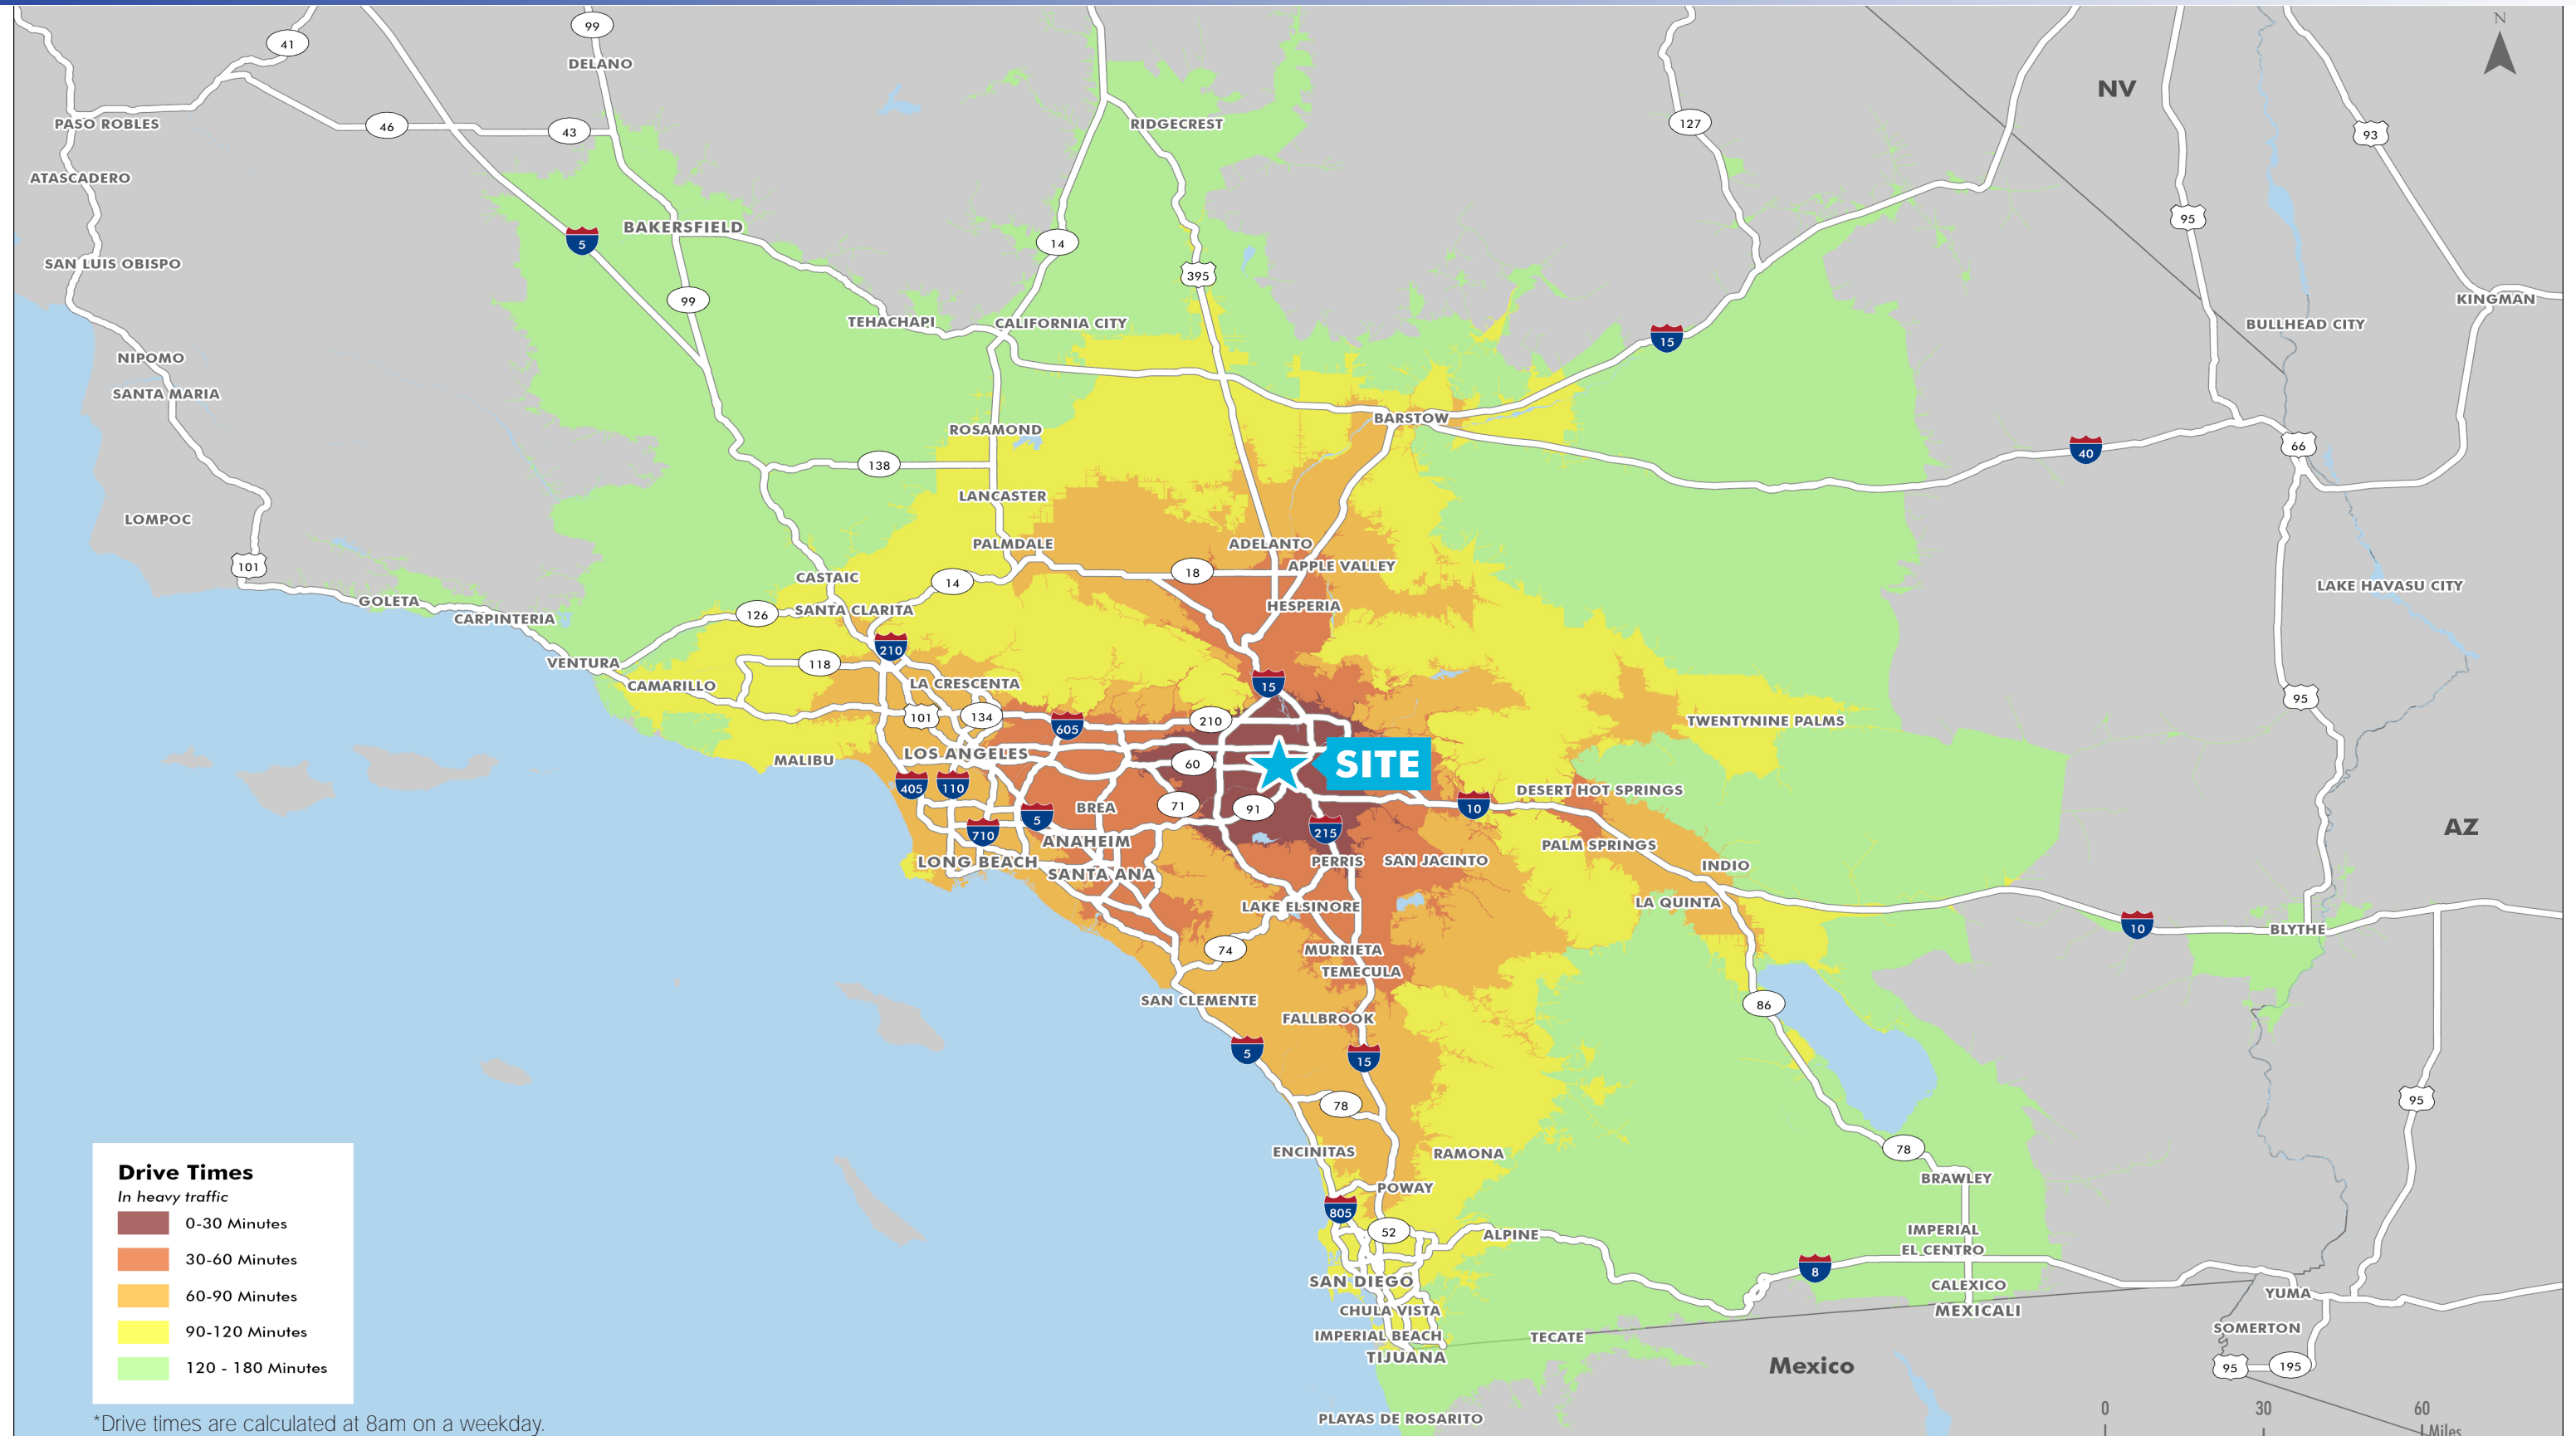 99
N
41
DELANO
NV
PASO ROBLES
46
43
RIDGECREST
127
93
ATASCADERO
BAKERSFIELD
95
5
14
SAN LUIS OBISPO
395
99
KINGMAN
TEHACHAPI
CALIFORNIA CITY
BULLHEAD CITY
15
NIPOMO
SANTA MARIA
BARSTOW
ROSAMOND
40
66
138
LANCASTER
LOMPOC
PALMDALE
ADELANTO
101
18
APPLE VALLEY
CASTAIC
14
LAKE HAVASU CITY
GOLETA
126
SANTA CLARITA
HESPERIA
CARPINTERIA
210
VENTURA
118
CAMARILLO
LA CRESCENTA
15
95
101
134
605
210
TWENTYNINE PALMS
LOS ANGELES
MALIBU
60
SITE
405
110
DESERT HOT SPRINGS
BREA
71
91
10
5
710
215
AZ
ANAHEIM
PALM SPRINGS
LONG BEACH
PERRIS
SAN JACINTO
INDIO
SANTA ANA
LAKE ELSINORE
LA QUINTA
10
BLYTHE
74
MURRIETA
TEMECULA
SAN CLEMENTE
86
FALLBROOK
5
15
95
78
ENCINITAS
RAMONA
78
Drive Times
In heavy traffic
0-30 Minutes
30-60 Minutes
60-90 Minutes
90-120 Minutes
120 - 180 Minutes
*Drive times are calculated at 8am on a weekday.
POWAY
BRAWLEY
805
52
ALPINE
IMPERIAL
EL CENTRO
8
SAN DIEGO
CALEXICO
YUMA
CHULA VISTA
MEXICALI
IMPERIAL BEACH
TECATE
SOMERTON
TIJUANA
Mexico
95
195
PLAYAS DE ROSARITO
0 30 60
Miles